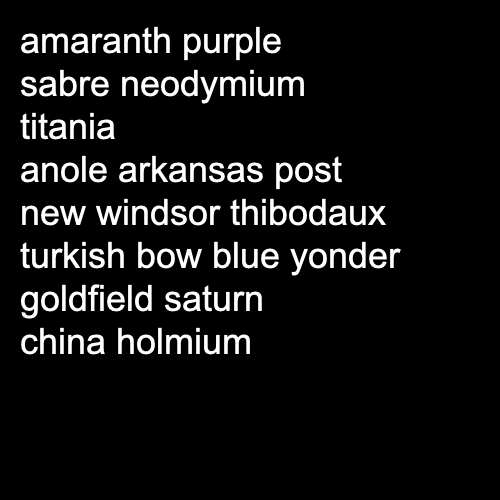 amaranth purple
sabre neodymium
titania
anole arkansas post
new windsor thibodaux
turkish bow blue yonder
goldfield saturn
china holmium